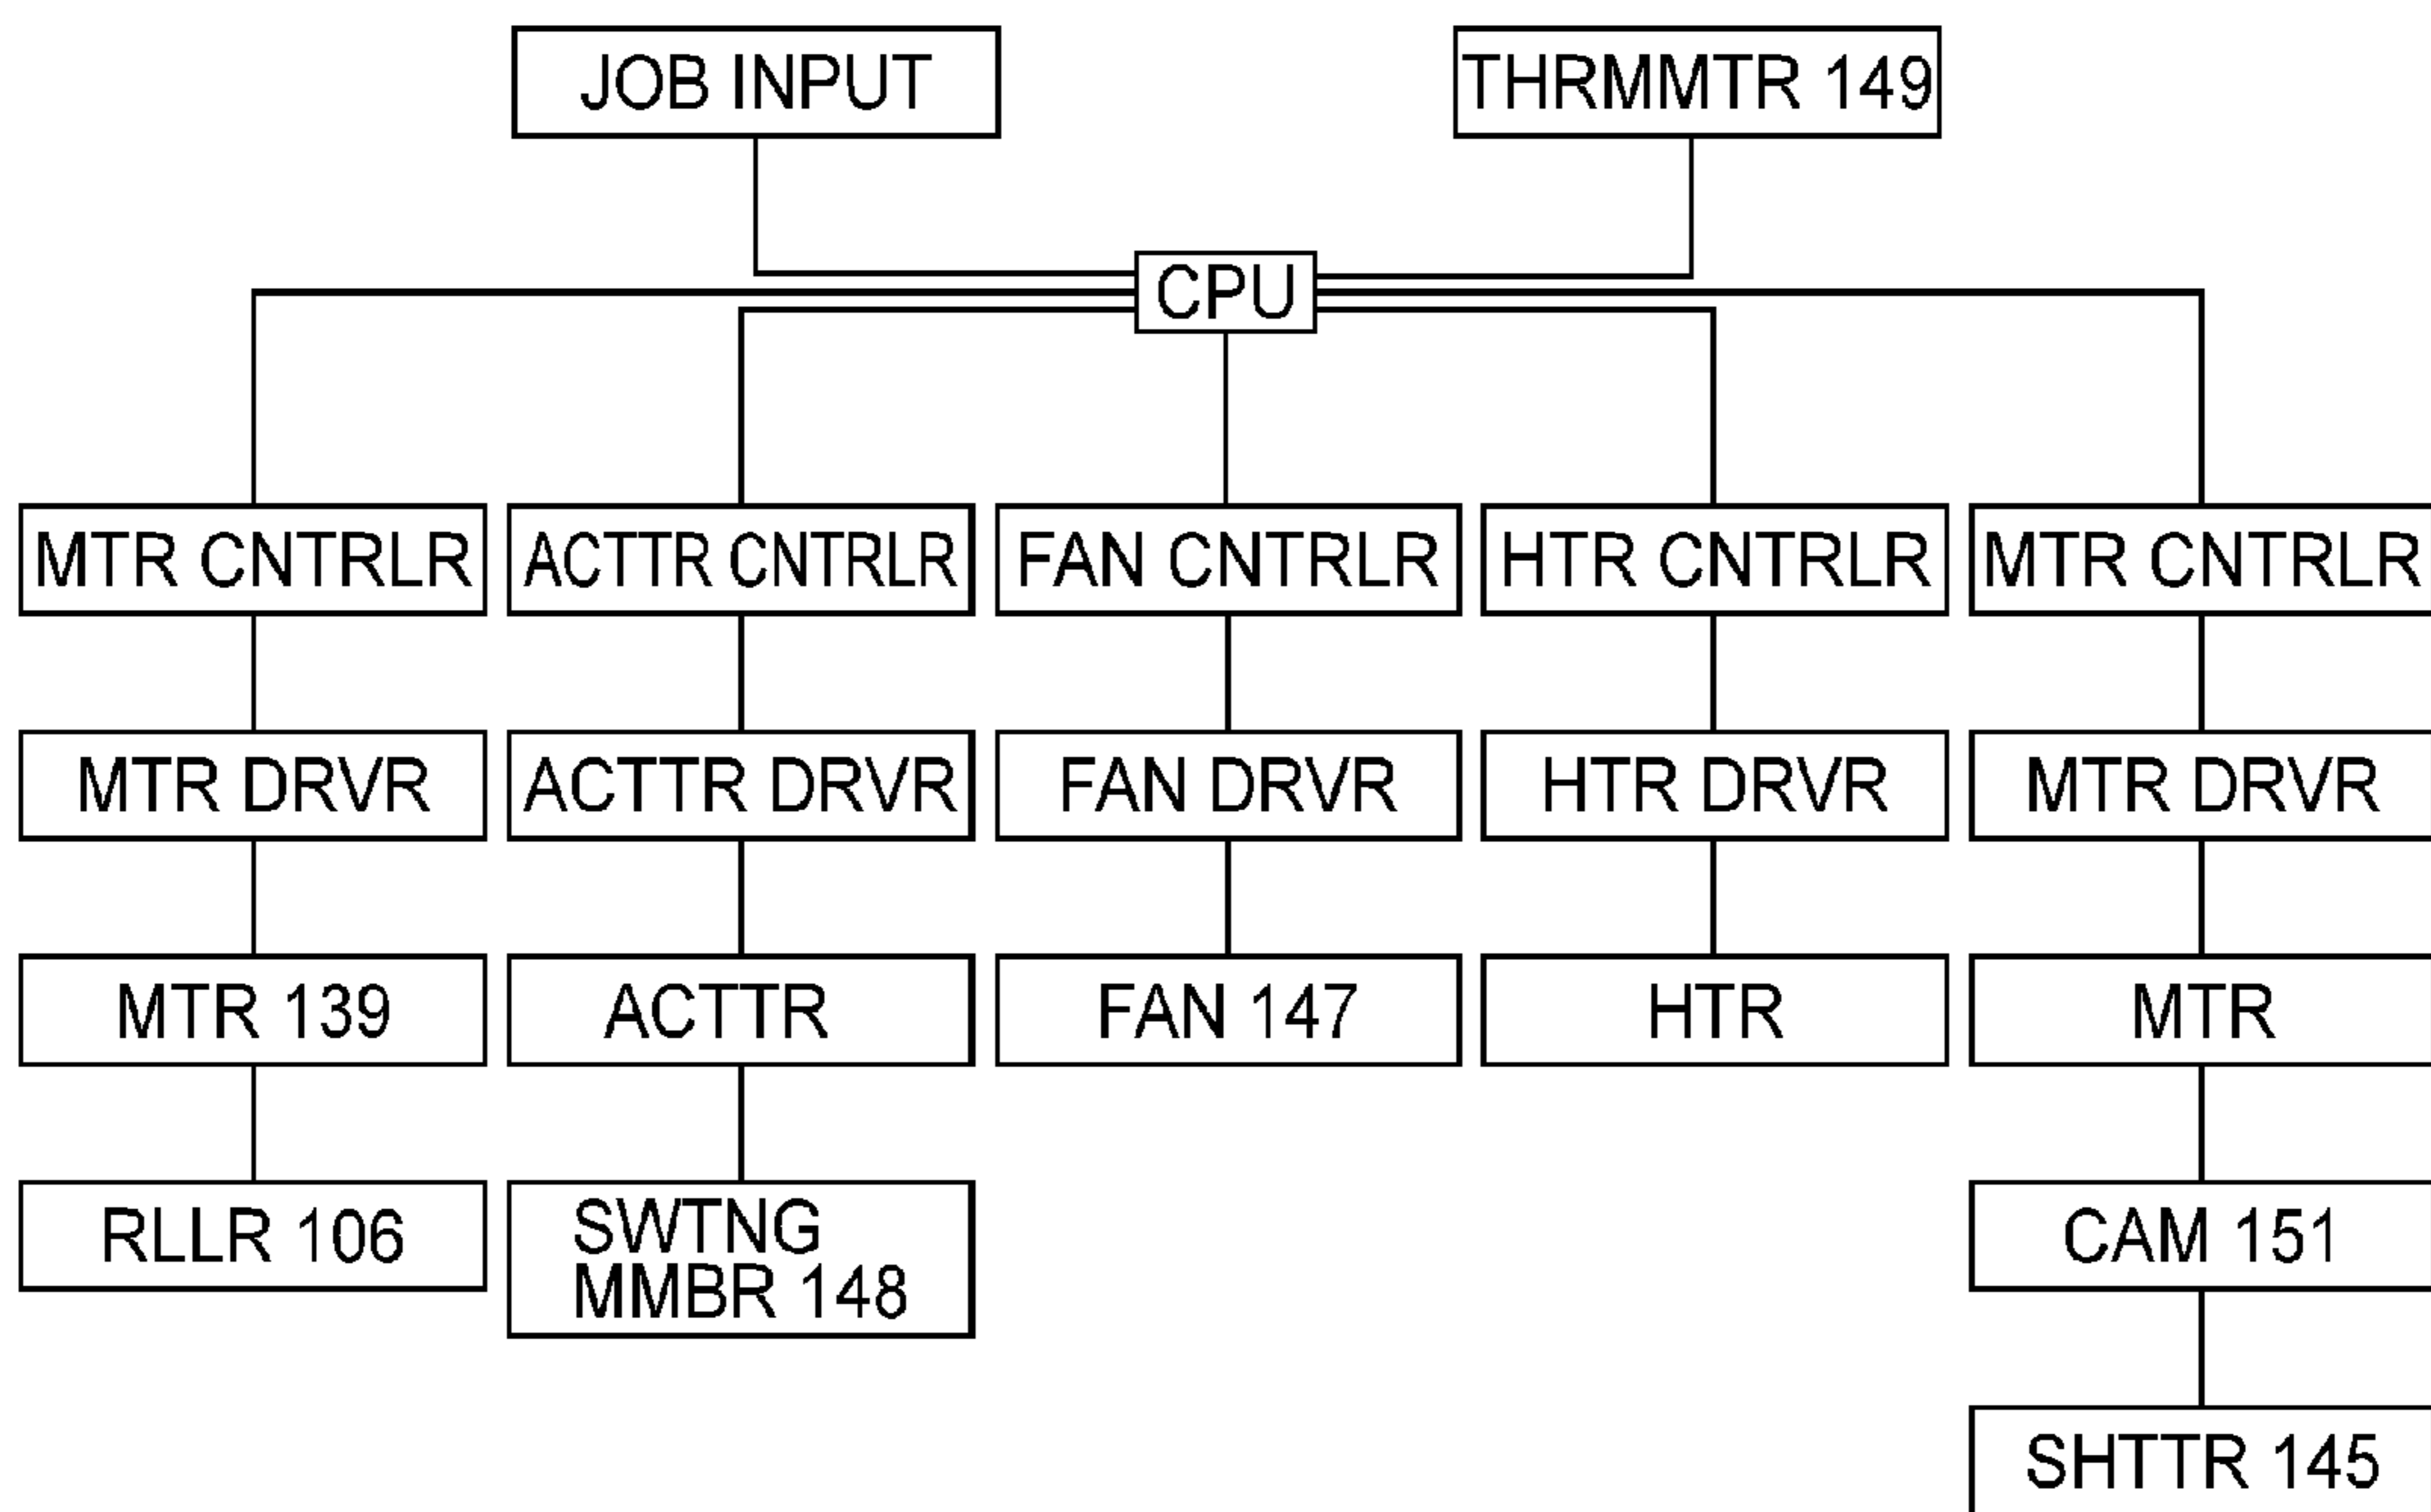 JOB INPUT
THRMMTR 149
CPU
MTR CNTRLR
ACTTR CNTRLR
FAN CNTRLR
HTR CNTRLR
MTR CNTRLR
MTR DRVR
ACTTR DRVR
FAN DRVR
HTR DRVR
MTR DRVR
MTR 139
ACTTR
FAN 147
HTR
MTR
RLLR 106
SWTNG
MMBR 148
CAM 151
SHTTR 145